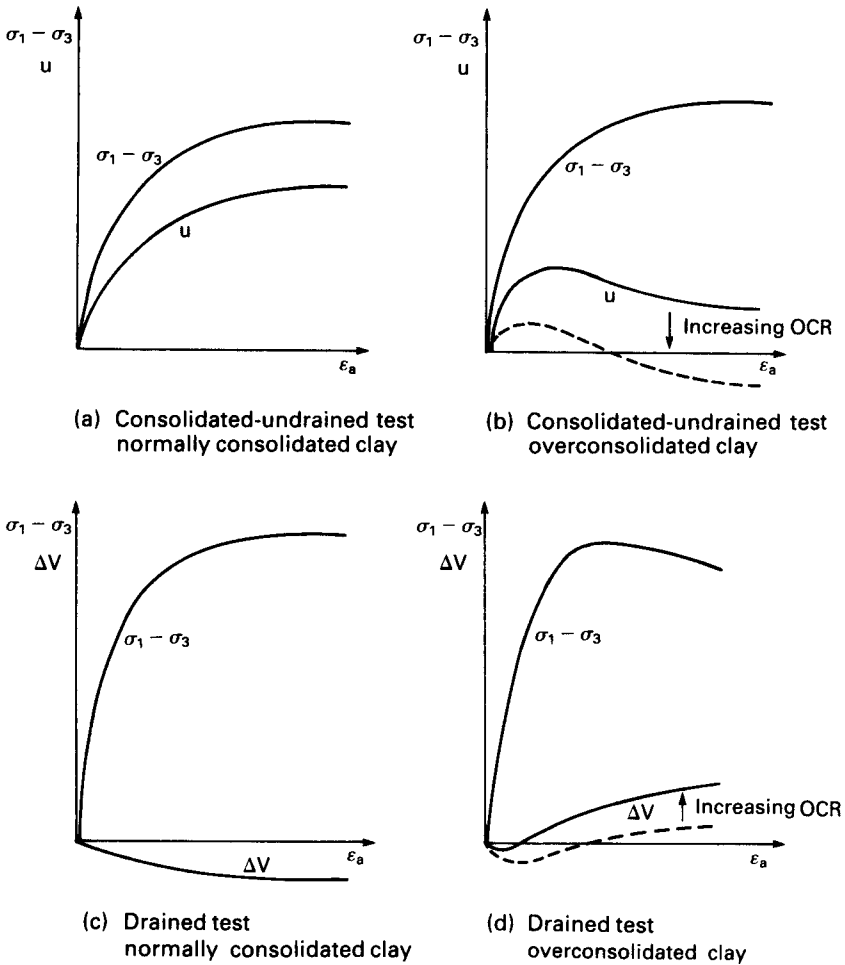 σ₁ − σ₃
u
σ₁ − σ₃
u
εₐ
(a) Consolidated-undrained test
normally consolidated clay
σ₁ − σ₃
u
σ₁ − σ₃
u
Increasing OCR
εₐ
(b) Consolidated-undrained test
overconsolidated clay
σ₁ − σ₃
ΔV
σ₁ − σ₃
εₐ
ΔV
(c) Drained test
normally consolidated clay
σ₁ − σ₃
ΔV
σ₁ − σ₃
ΔV
Increasing OCR
εₐ
(d) Drained test
overconsolidated clay